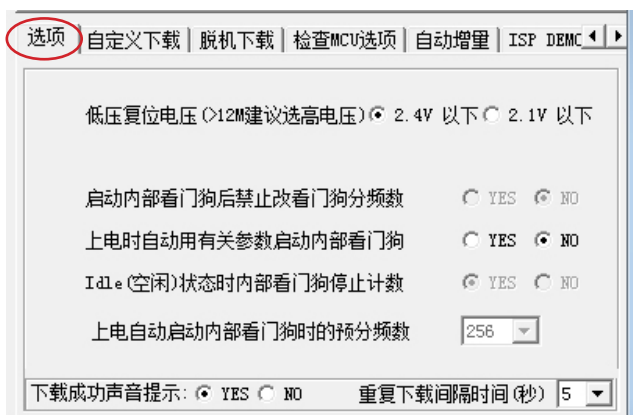 选项 自定义下载 脱机下载 检查MCU选项 自动增量 ISP DEMO
低压复位电压(>12M建议选高电压) 2.4V 以下 2.1V 以下
启动内部看门狗后禁止改看门狗分频数 YES NO
上电时自动用有关参数启动内部看门狗 YES NO
Idle(空闲)状态时内部看门狗停止计数 YES NO
上电自动启动内部看门狗时的预分频数 256
下载成功声音提示: YES NO 重复下载间隔时间(秒) 5